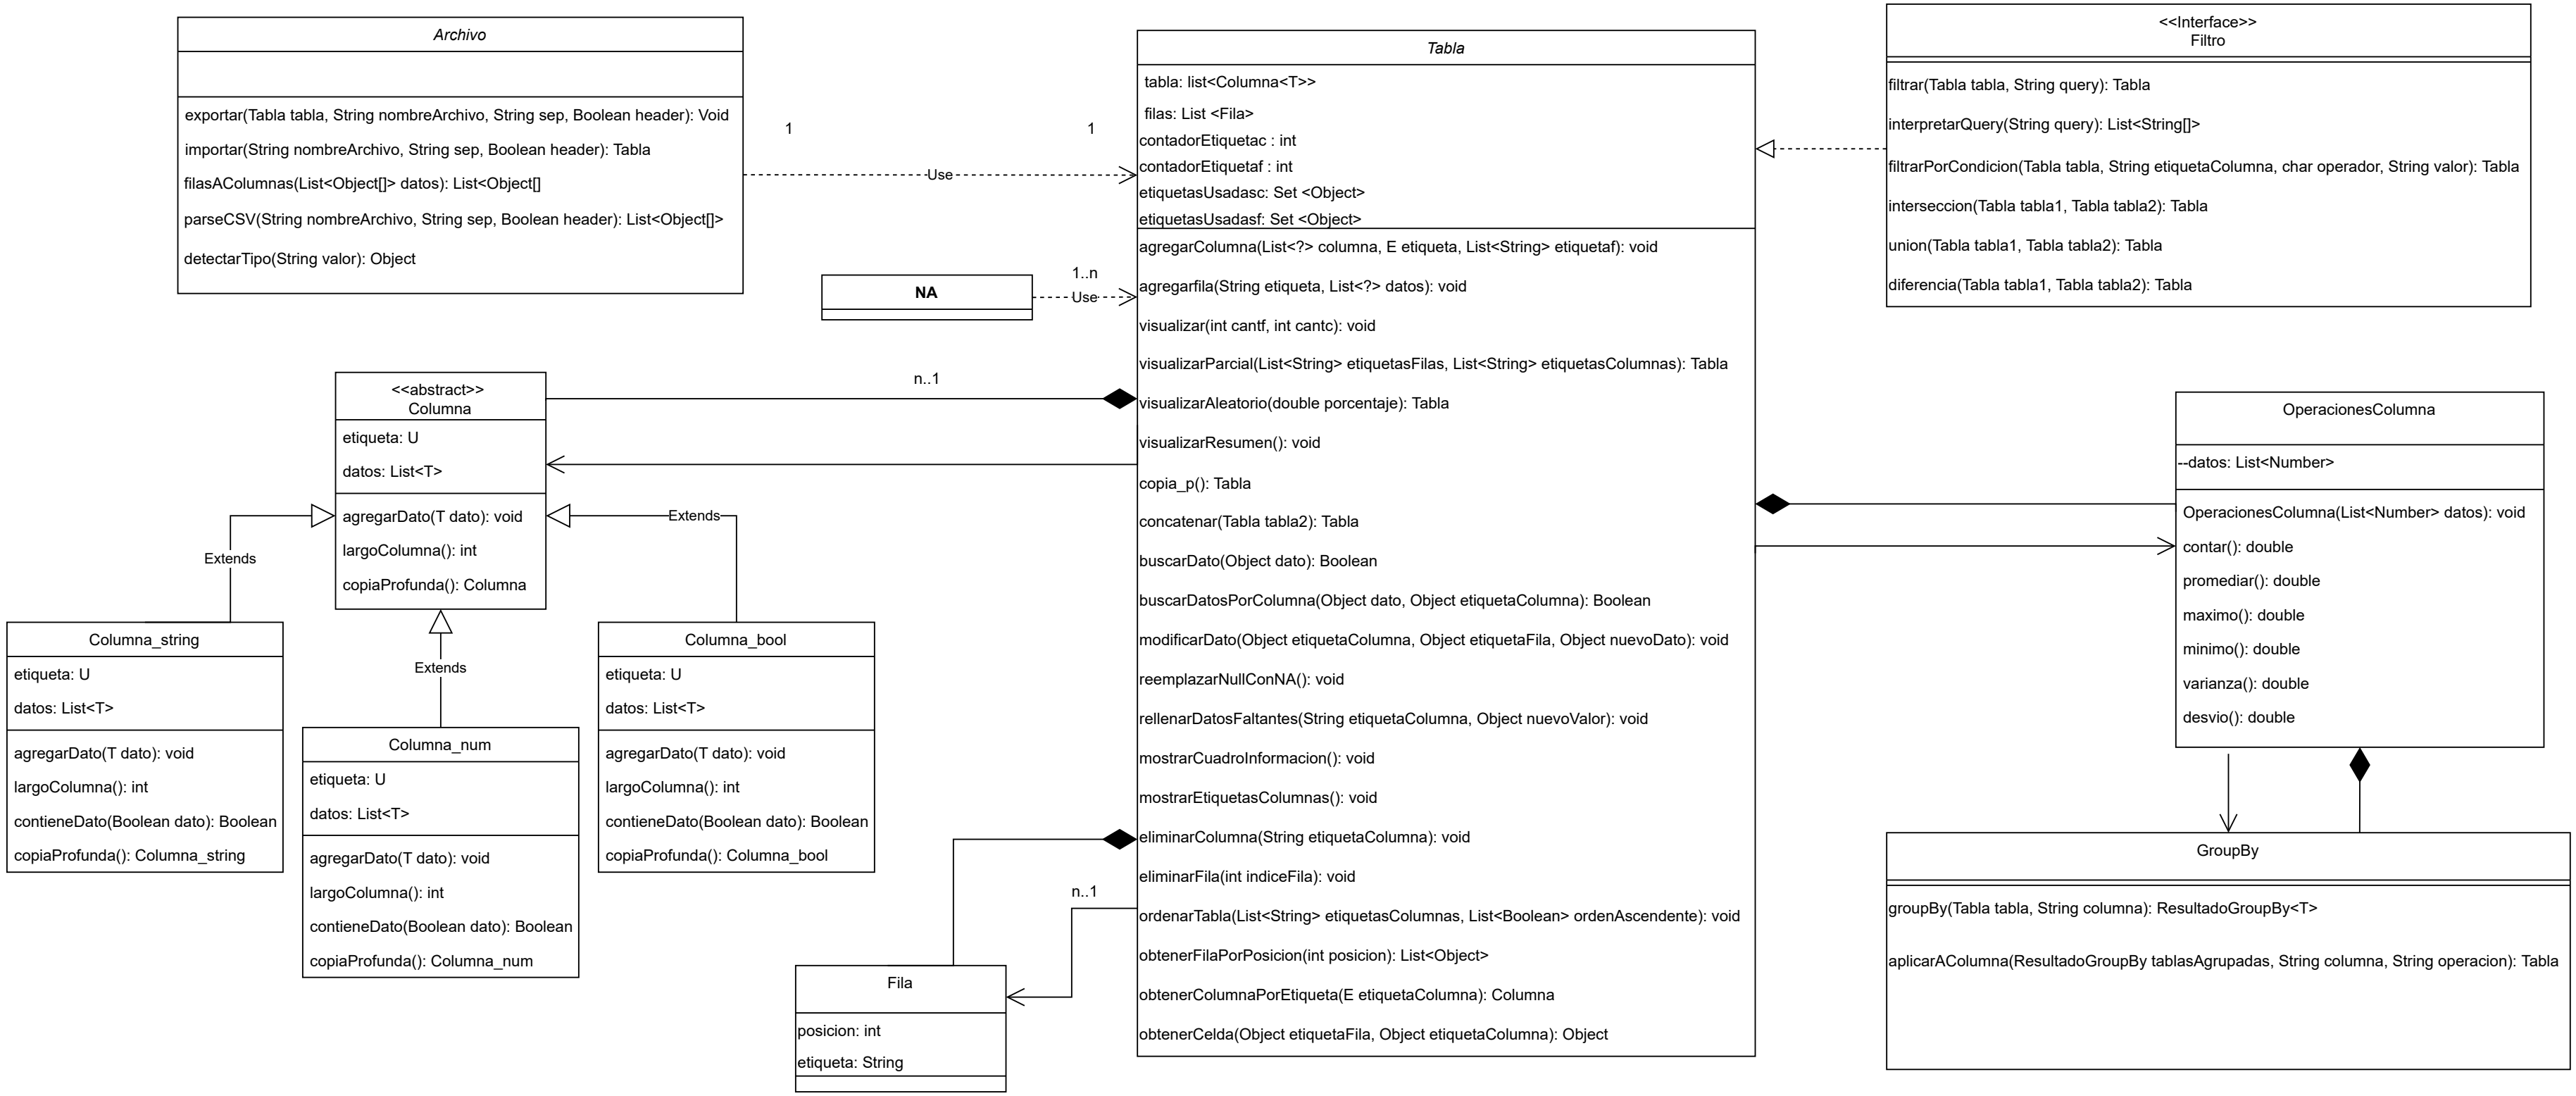 Archivo
exportar(Tabla tabla, String nombreArchivo, String sep, Boolean header): Void
importar(String nombreArchivo, String sep, Boolean header): Tabla
filasAColumnas(List<Object[]> datos): List<Object[]
parseCSV(String nombreArchivo, String sep, Boolean header): List<Object[]>
detectarTipo(String valor): Object
1
1
Use
NA
1..n
Use
Tabla
tabla: list<Columna<T>>
filas: List <Fila>
contadorEtiquetac : int
contadorEtiquetaf : int
etiquetasUsadasc: Set <Object>
etiquetasUsadasf: Set <Object>
agregarColumna(List<?> columna, E etiqueta, List<String> etiquetaf): void
agregarfila(String etiqueta, List<?> datos): void
visualizar(int cantf, int cantc): void
visualizarParcial(List<String> etiquetasFilas, List<String> etiquetasColumnas): Tabla
visualizarAleatorio(double porcentaje): Tabla
visualizarResumen(): void
copia_p(): Tabla
concatenar(Tabla tabla2): Tabla
buscarDato(Object dato): Boolean
buscarDatosPorColumna(Object dato, Object etiquetaColumna): Boolean
modificarDato(Object etiquetaColumna, Object etiquetaFila, Object nuevoDato): void
reemplazarNullConNA(): void
rellenarDatosFaltantes(String etiquetaColumna, Object nuevoValor): void
mostrarCuadroInformacion(): void
mostrarEtiquetasColumnas(): void
eliminarColumna(String etiquetaColumna): void
eliminarFila(int indiceFila): void
ordenarTabla(List<String> etiquetasColumnas, List<Boolean> ordenAscendente): void
obtenerFilaPorPosicion(int posicion): List<Object>
obtenerColumnaPorEtiqueta(E etiquetaColumna): Columna
obtenerCelda(Object etiquetaFila, Object etiquetaColumna): Object
<<Interface>>
Filtro
filtrar(Tabla tabla, String query): Tabla
interpretarQuery(String query): List<String[]>
filtrarPorCondicion(Tabla tabla, String etiquetaColumna, char operador, String valor): Tabla
interseccion(Tabla tabla1, Tabla tabla2): Tabla
union(Tabla tabla1, Tabla tabla2): Tabla
diferencia(Tabla tabla1, Tabla tabla2): Tabla
n..1
<<abstract>>
Columna
etiqueta: U
datos: List<T>
agregarDato(T dato): void
largoColumna(): int
copiaProfunda(): Columna
Extends
Extends
Extends
Columna_string
etiqueta: U
datos: List<T>
agregarDato(T dato): void
largoColumna(): int
contieneDato(Boolean dato): Boolean
copiaProfunda(): Columna_string
Columna_num
etiqueta: U
datos: List<T>
agregarDato(T dato): void
largoColumna(): int
contieneDato(Boolean dato): Boolean
copiaProfunda(): Columna_num
Columna_bool
etiqueta: U
datos: List<T>
agregarDato(T dato): void
largoColumna(): int
contieneDato(Boolean dato): Boolean
copiaProfunda(): Columna_bool
n..1
Fila
posicion: int
etiqueta: String
OperacionesColumna
--datos: List<Number>
OperacionesColumna(List<Number> datos): void
contar(): double
promediar(): double
maximo(): double
minimo(): double
varianza(): double
desvio(): double
GroupBy
groupBy(Tabla tabla, String columna): ResultadoGroupBy<T>
aplicarAColumna(ResultadoGroupBy tablasAgrupadas, String columna, String operacion): Tabla